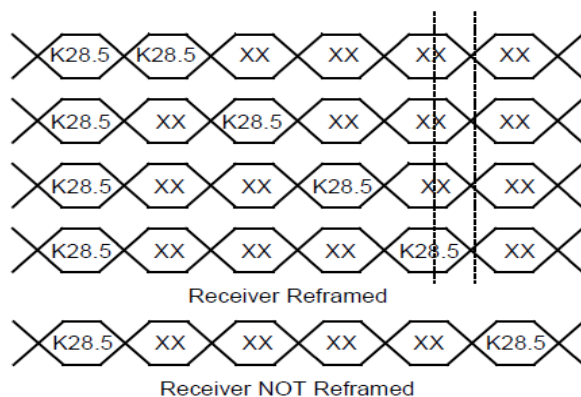 K28.5 K28.5 XX XX XX XX
K28.5 XX K28.5 XX XX XX
K28.5 XX XX K28.5 XX XX
K28.5 XX XX XX K28.5 XX
Receiver Reframed
K28.5 XX XX XX XX K28.5
Receiver NOT Reframed